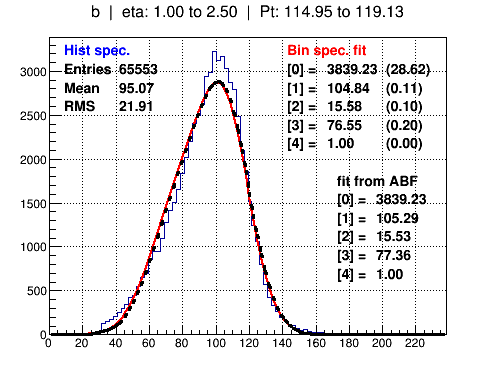 b | eta: 1.00 to 2.50 | Pt: 114.95 to 119.13
Hist spec.
Entries 65553
Mean 95.07
RMS 21.91
Bin spec. fit
[0] = 3839.23 (28.62)
[1] = 104.84 (0.11)
[2] = 15.58 (0.10)
[3] = 76.55 (0.20)
[4] = 1.00 (0.00)
fit from ABF
[0] = 3839.23
[1] = 105.29
[2] = 15.53
[3] = 77.36
[4] = 1.00
3000
2500
2000
1500
1000
500
0
0 20 40 60 80 100 120 140 160 180 200 220